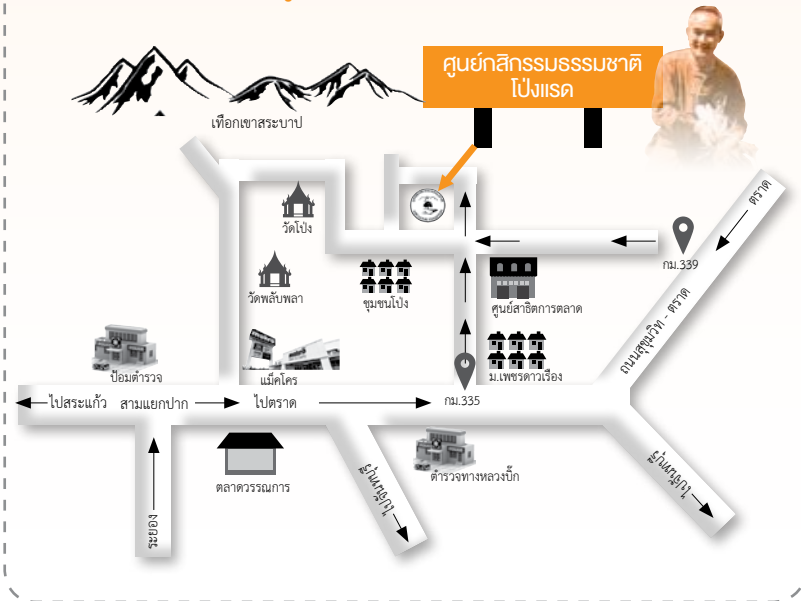 ศูนย์กสิกรรมธรรมชาติ
โป่งแรด
เทือกเขาสระบาป
ตราด
วัดโป่ง
กม.339
วัดพลับพลา
ชุมชนโป่ง
ศูนย์สาธิตการตลาด
ถนนสุขุมวิท - ตราด
ป้อมตำรวจ
แม็คโคร
ม.เพชรดาวเรือง
ไปสระแก้ว
สามแยกปาก
ไปตราด
กม.335
ตลาดวรรณการ
ไปจันทบุรี
ตำรวจทางหลวงบิ๊ก
ไปจันทบุรี
ระยอง